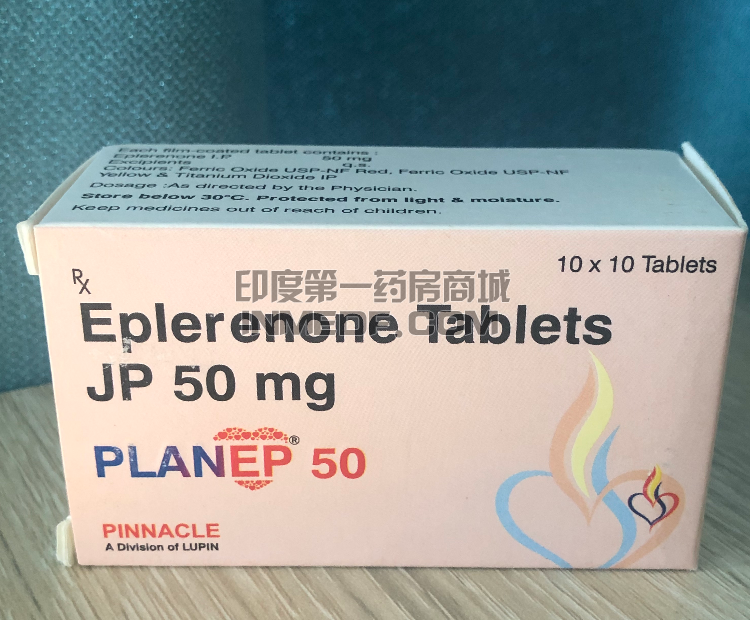 Each film-coated tablet contains :
Eplerenone I.P 50 mg
Excipients q.s.
Colours: Ferric Oxide USP-NF Red, Ferric Oxide USP-NF
Yellow & Titanium Dioxide IP
Dosage :As directed by the Physician.
Store below 30°C. Protected from light & moisture.
Keep medicines out of reach of children.
Rx
10 x 10 Tablets
印度第一药房商城
Eplerenone Tablets
JP 50 mg
PLANEP® 50
PINNACLE
A Division of LUPIN